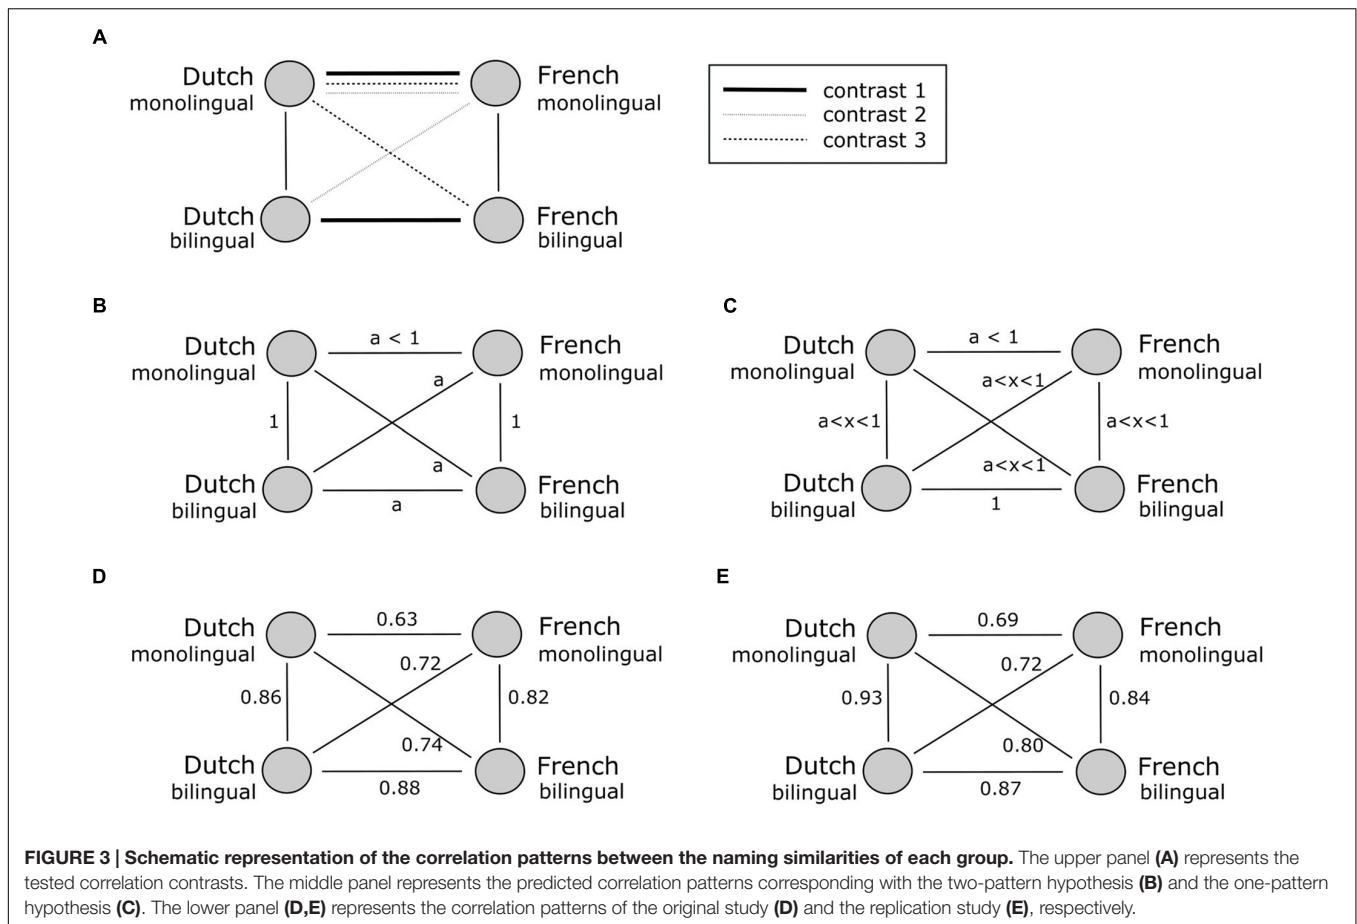 A
Dutch
monolingual
French
monolingual
Dutch
bilingual
French
bilingual
contrast 1
contrast 2
contrast 3
B
Dutch
monolingual
a < 1
French
monolingual
a
1
1
a
Dutch
bilingual
a
French
bilingual
C
Dutch
monolingual
a < 1
French
monolingual
a<x<1
a<x<1
a<x<1
a<x<1
Dutch
bilingual
1
French
bilingual
D
Dutch
monolingual
0.63
French
monolingual
0.72
0.86
0.82
0.74
Dutch
bilingual
0.88
French
bilingual
E
Dutch
monolingual
0.69
French
monolingual
0.72
0.93
0.84
0.80
Dutch
bilingual
0.87
French
bilingual
FIGURE 3 | Schematic representation of the correlation patterns between the naming similarities of each group. The upper panel (A) represents the
tested correlation contrasts. The middle panel represents the predicted correlation patterns corresponding with the two-pattern hypothesis (B) and the one-pattern
hypothesis (C). The lower panel (D,E) represents the correlation patterns of the original study (D) and the replication study (E), respectively.